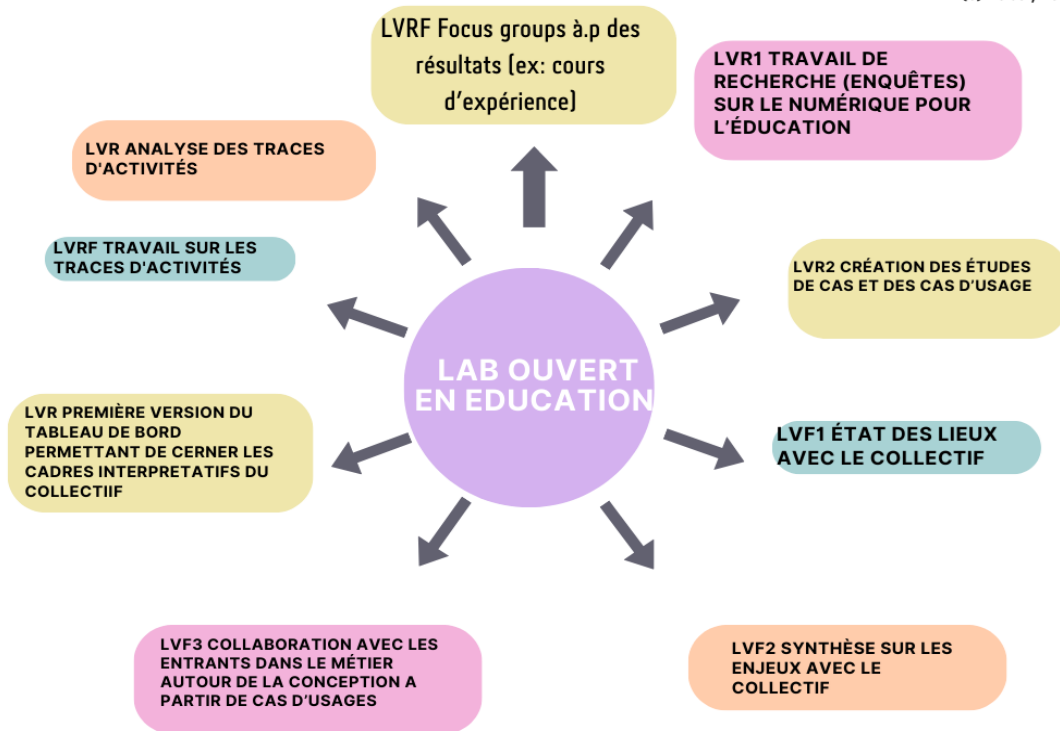 LVRF Focus groups à.p des
résultats (ex: cours
d'expérience)
LVR1 TRAVAIL DE
RECHERCHE (ENQUÊTES)
SUR LE NUMÉRIQUE POUR
L'ÉDUCATION
LVR ANALYSE DES TRACES
D'ACTIVITÉS
LVRF TRAVAIL SUR LES
TRACES D'ACTIVITÉS
LVR2 CRÉATION DES ÉTUDES
DE CAS ET DES CAS D'USAGE
LAB OUVERT
EN EDUCATION
LVR PREMIÈRE VERSION DU
TABLEAU DE BORD
PERMETTANT DE CERNER LES
CADRES INTERPRETATIFS DU
COLLECTIIF
LVF1 ÉTAT DES LIEUX
AVEC LE COLLECTIF
LVF3 COLLABORATION AVEC LES
ENTRANTS DANS LE MÉTIER
AUTOUR DE LA CONCEPTION A
PARTIR DE CAS D'USAGES
LVF2 SYNTHÈSE SUR LES
ENJEUX AVEC LE
COLLECTIF